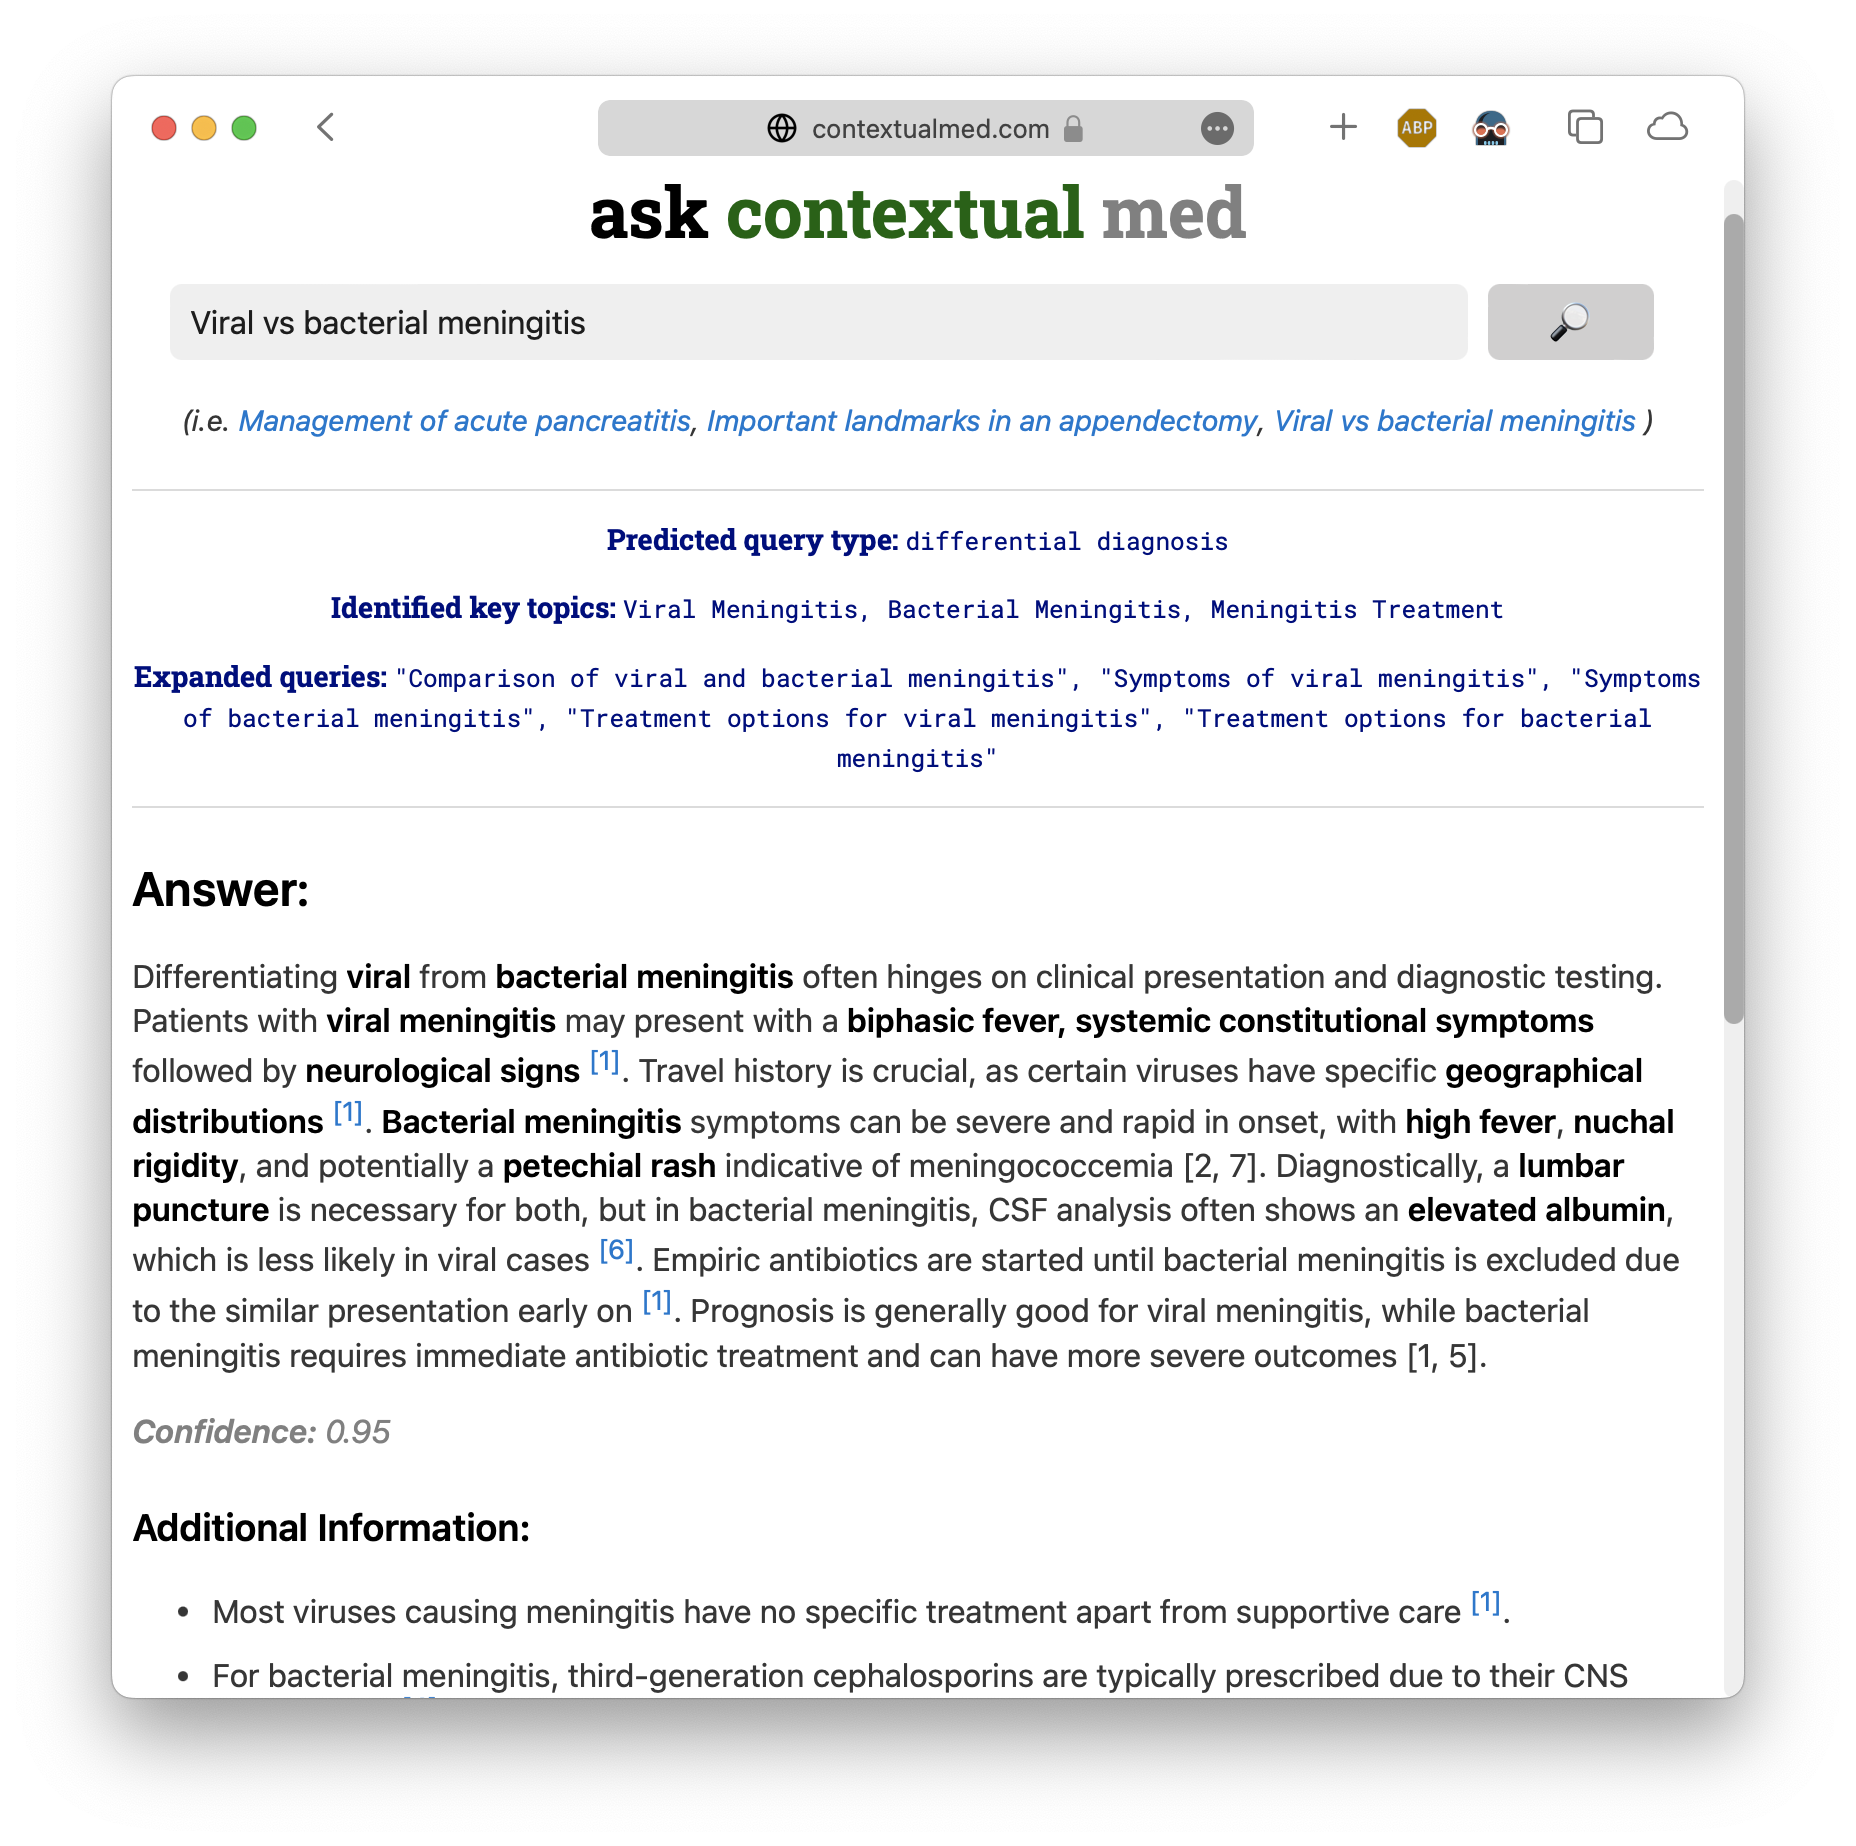 contextualmed.com
ABP
ask contextual med
Viral vs bacterial meningitis
(i.e. Management of acute pancreatitis, Important landmarks in an appendectomy, Viral vs bacterial meningitis )
Predicted query type: differential diagnosis
Identified key topics: Viral Meningitis, Bacterial Meningitis, Meningitis Treatment
Expanded queries: "Comparison of viral and bacterial meningitis", "Symptoms of viral meningitis", "Symptoms
of bacterial meningitis", "Treatment options for viral meningitis", "Treatment options for bacterial
meningitis"
Answer:
Differentiating viral from bacterial meningitis often hinges on clinical presentation and diagnostic testing.
Patients with viral meningitis may present with a biphasic fever, systemic constitutional symptoms
followed by neurological signs [1]. Travel history is crucial, as certain viruses have specific geographical
distributions [1]. Bacterial meningitis symptoms can be severe and rapid in onset, with high fever, nuchal
rigidity, and potentially a petechial rash indicative of meningococcemia [2, 7]. Diagnostically, a lumbar
puncture is necessary for both, but in bacterial meningitis, CSF analysis often shows an elevated albumin,
which is less likely in viral cases [6]. Empiric antibiotics are started until bacterial meningitis is excluded due
to the similar presentation early on [1]. Prognosis is generally good for viral meningitis, while bacterial
meningitis requires immediate antibiotic treatment and can have more severe outcomes [1, 5].
Confidence: 0.95
Additional Information:
• Most viruses causing meningitis have no specific treatment apart from supportive care [1].
• For bacterial meningitis, third-generation cephalosporins are typically prescribed due to their CNS